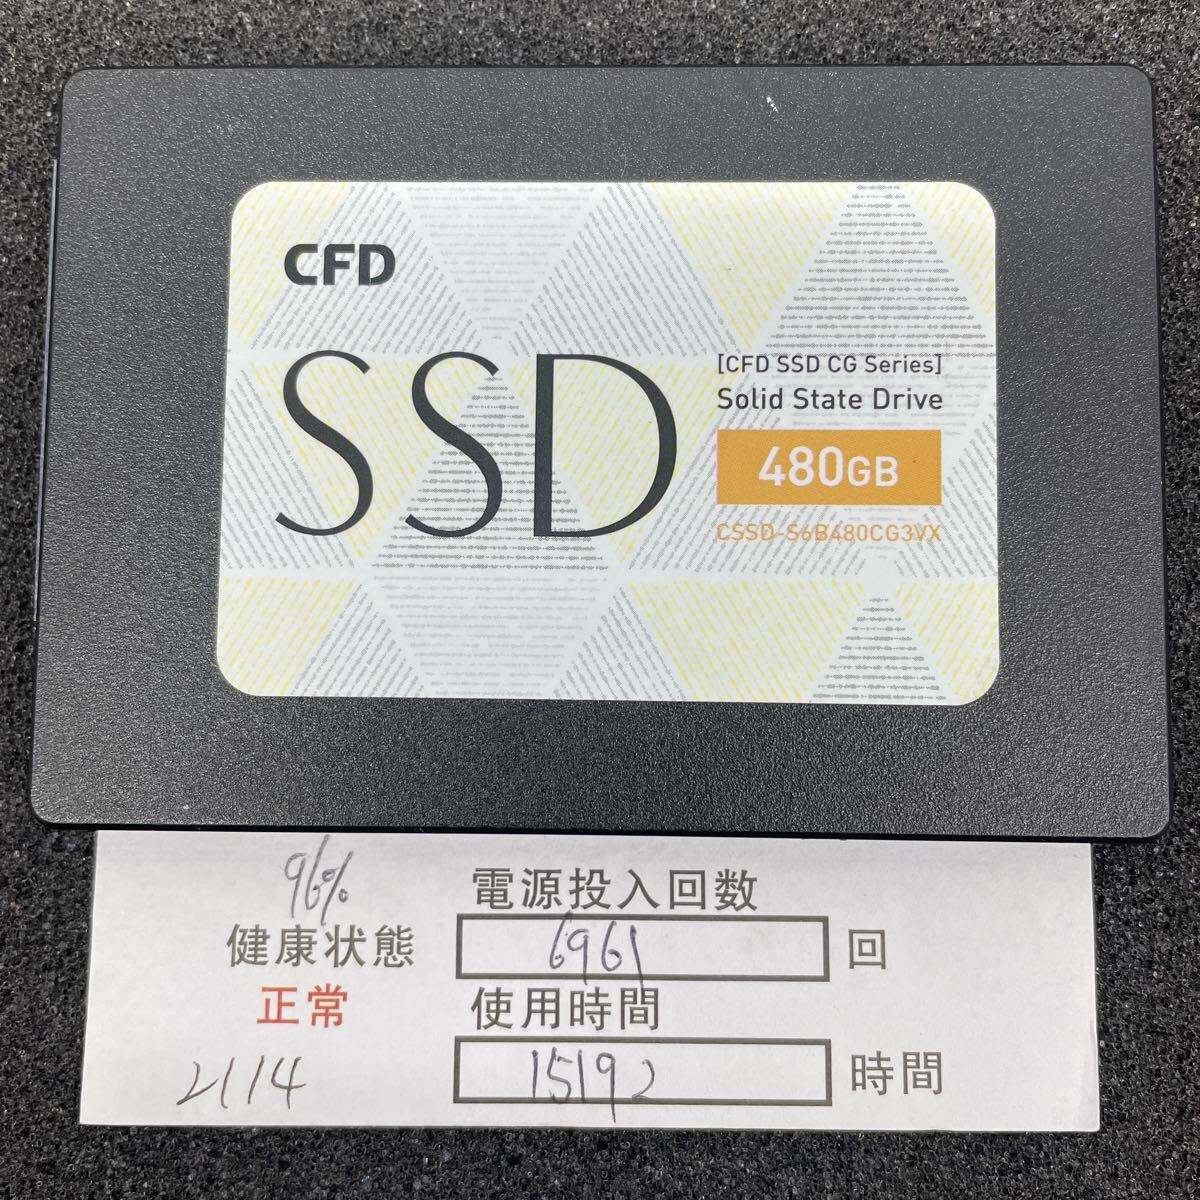 CFD
SSD
[CFD SSD CG Series]
Solid State Drive
480GB
CSSD-S6B480CG3VX
96%
健康状態
正常
2114
電源投入回数
6961 回
使用時間
15192 時間